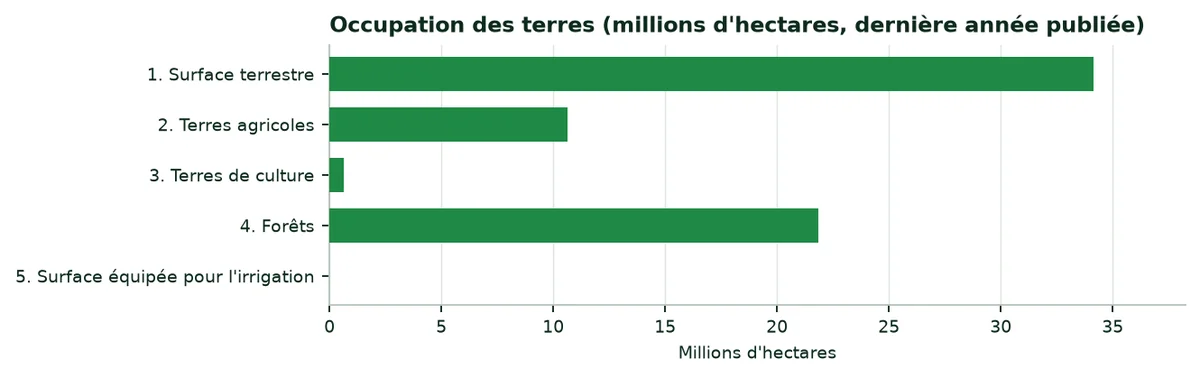 Occupation des terres (millions d'hectares, dernière année publiée)
1. Surface terrestre
2. Terres agricoles
3. Terres de culture
4. Forêts
5. Surface équipée pour l'irrigation
0 5 10 15 20 25 30 35
Millions d'hectares